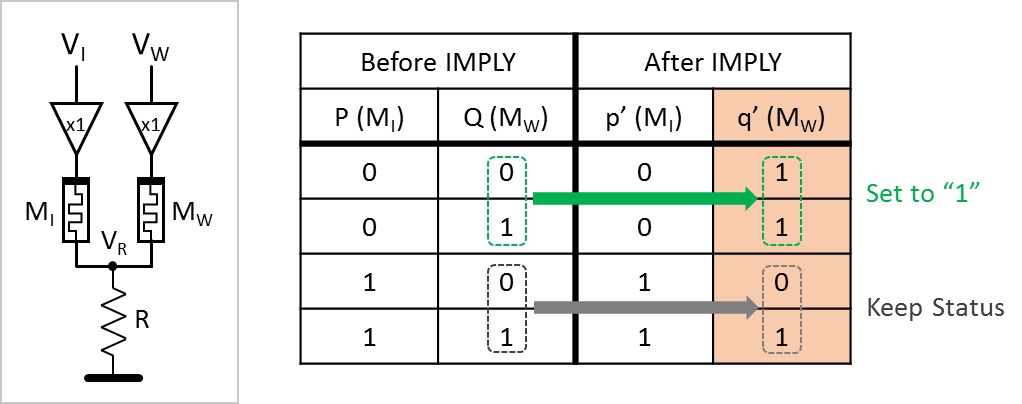 V_I V_W
x1 x1
M_I M_W
V_R
R
Before IMPLY After IMPLY
P (M_I) Q (M_W) p’ (M_I) q’ (M_W)
0 0 0 1
Set to “1”
0 1 0 1
1 0 1 0
Keep Status
1 1 1 1